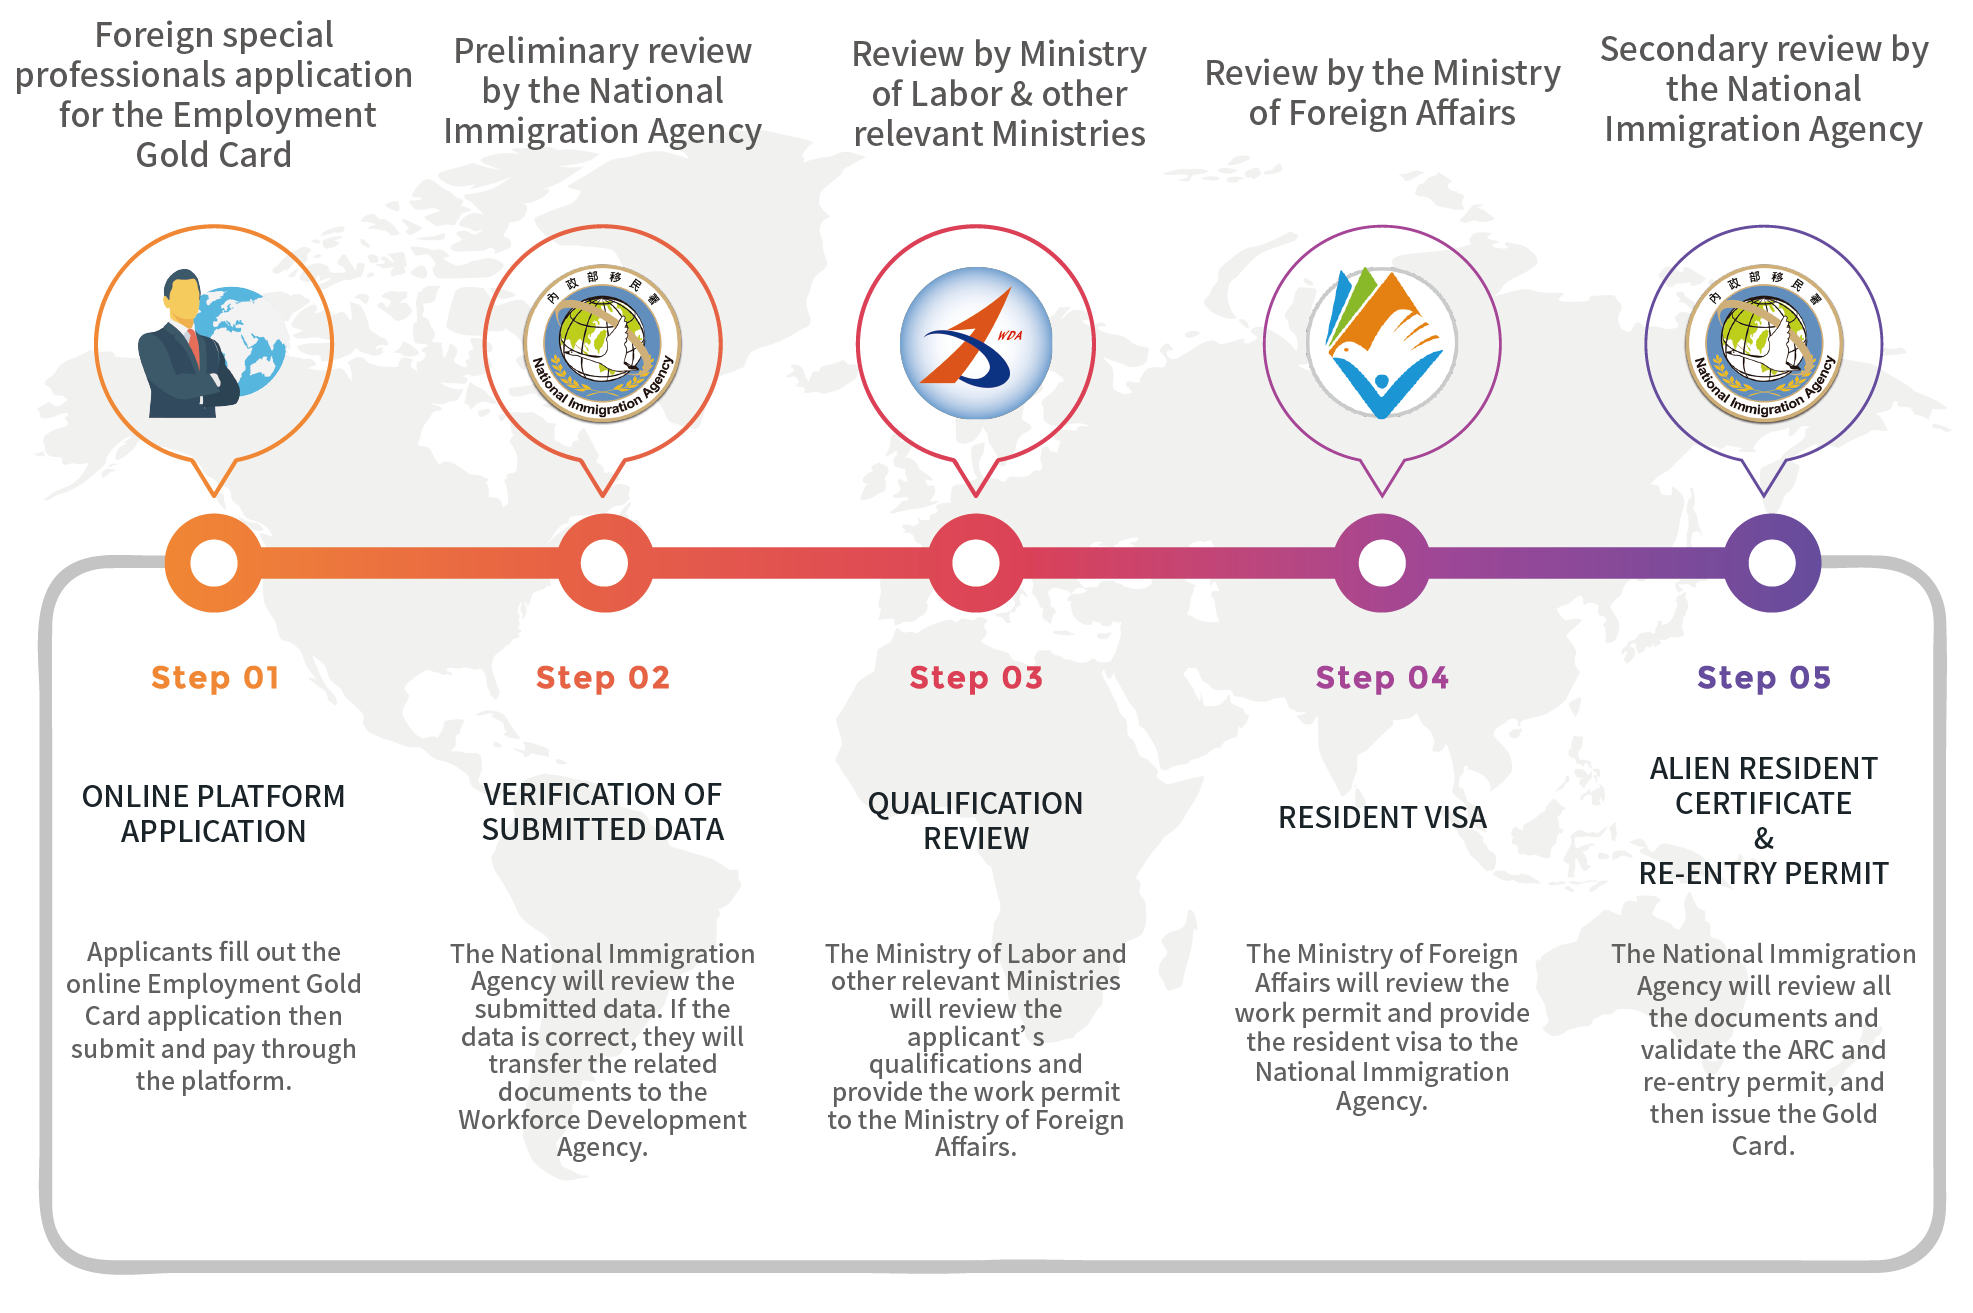 Foreign special
professionals application
for the Employment
Gold Card
Preliminary review
by the National
Immigration Agency
Review by Ministry
of Labor & other
relevant Ministries
Review by the Ministry
of Foreign Affairs
Secondary review by
the National
Immigration Agency
內政部移民署
National Immigration Agency
WDA
內政部移民署
National Immigration Agency
Step 01
Step 02
Step 03
Step 04
Step 05
ONLINE PLATFORM
APPLICATION
VERIFICATION OF
SUBMITTED DATA
QUALIFICATION
REVIEW
RESIDENT VISA
ALIEN RESIDENT
CERTIFICATE
&
RE-ENTRY PERMIT
Applicants fill out the
online Employment Gold
Card application then
submit and pay through
the platform.
The National Immigration
Agency will review the
submitted data. If the
data is correct, they will
transfer the related
documents to the
Workforce Development
Agency.
The Ministry of Labor and
other relevant Ministries
will review the
applicant’ s
qualifications and
provide the work permit
to the Ministry of Foreign
Affairs.
The Ministry of Foreign
Affairs will review the
work permit and provide
the resident visa to the
National Immigration
Agency.
The National Immigration
Agency will review all
the documents and
validate the ARC and
re-entry permit, and
then issue the Gold
Card.